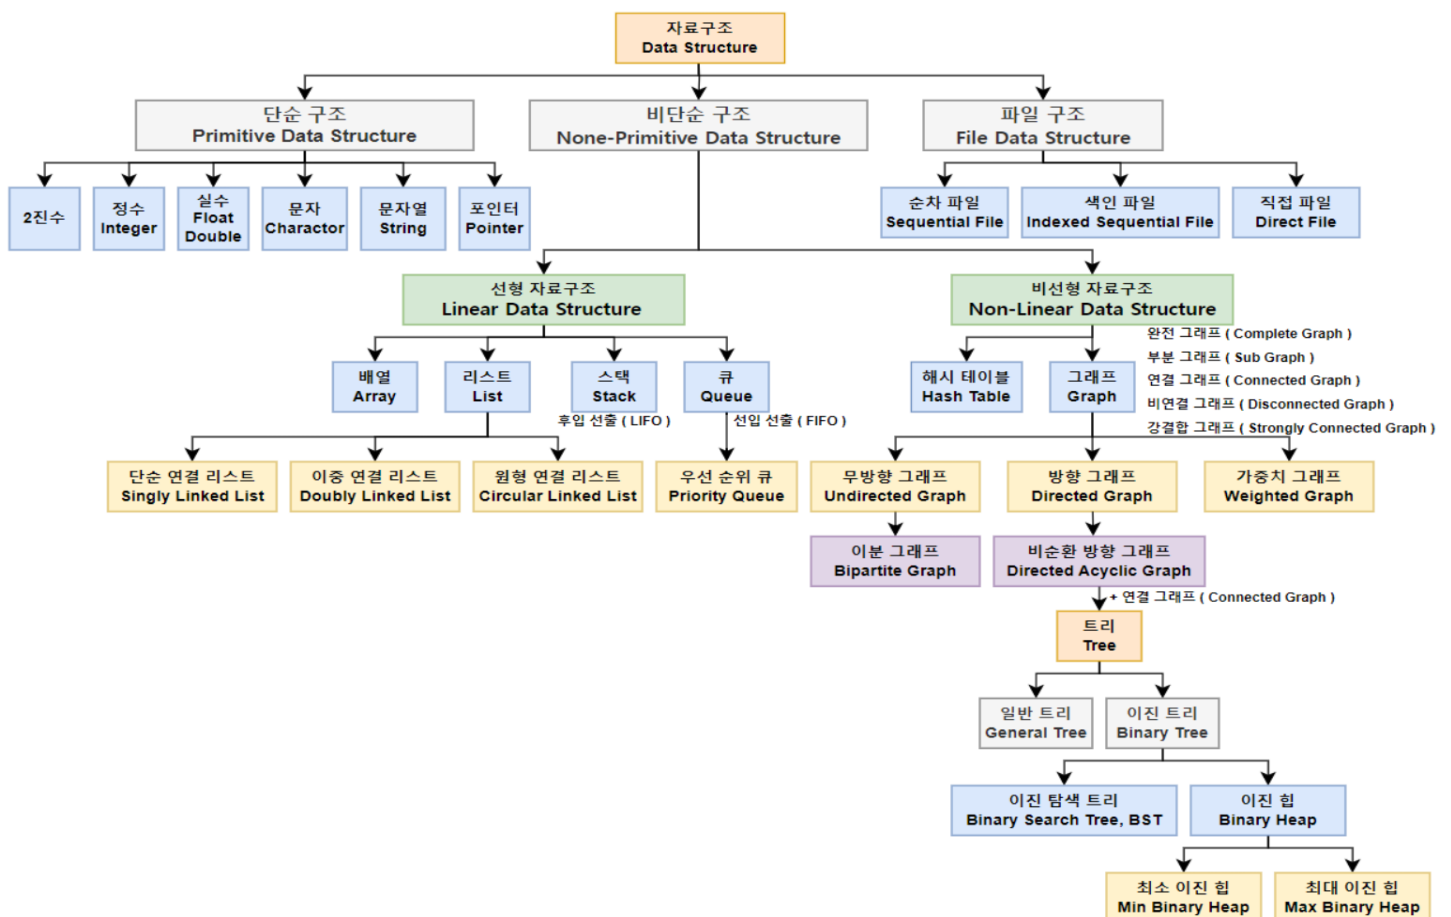 자료구조
Data Structure
단순 구조
Primitive Data Structure
비단순 구조
None-Primitive Data Structure
파일 구조
File Data Structure
2진수
정수
Integer
실수
Float
Double
문자
Charactor
문자열
String
포인터
Pointer
순차 파일
Sequential File
색인 파일
Indexed Sequential File
직접 파일
Direct File
선형 자료구조
Linear Data Structure
비선형 자료구조
Non-Linear Data Structure
배열
Array
리스트
List
스택
Stack
후입 선출 ( LIFO )
큐
Queue
선입 선출 ( FIFO )
해시 테이블
Hash Table
그래프
Graph
완전 그래프 ( Complete Graph )
부분 그래프 ( Sub Graph )
연결 그래프 ( Connected Graph )
비연결 그래프 ( Disconnected Graph )
강결합 그래프 ( Strongly Connected Graph )
단순 연결 리스트
Singly Linked List
이중 연결 리스트
Doubly Linked List
원형 연결 리스트
Circular Linked List
우선 순위 큐
Priority Queue
무방향 그래프
Undirected Graph
방향 그래프
Directed Graph
가중치 그래프
Weighted Graph
이분 그래프
Bipartite Graph
비순환 방향 그래프
Directed Acyclic Graph
+ 연결 그래프 ( Connected Graph )
트리
Tree
일반 트리
General Tree
이진 트리
Binary Tree
이진 탐색 트리
Binary Search Tree, BST
이진 힙
Binary Heap
최소 이진 힙
Min Binary Heap
최대 이진 힙
Max Binary Heap